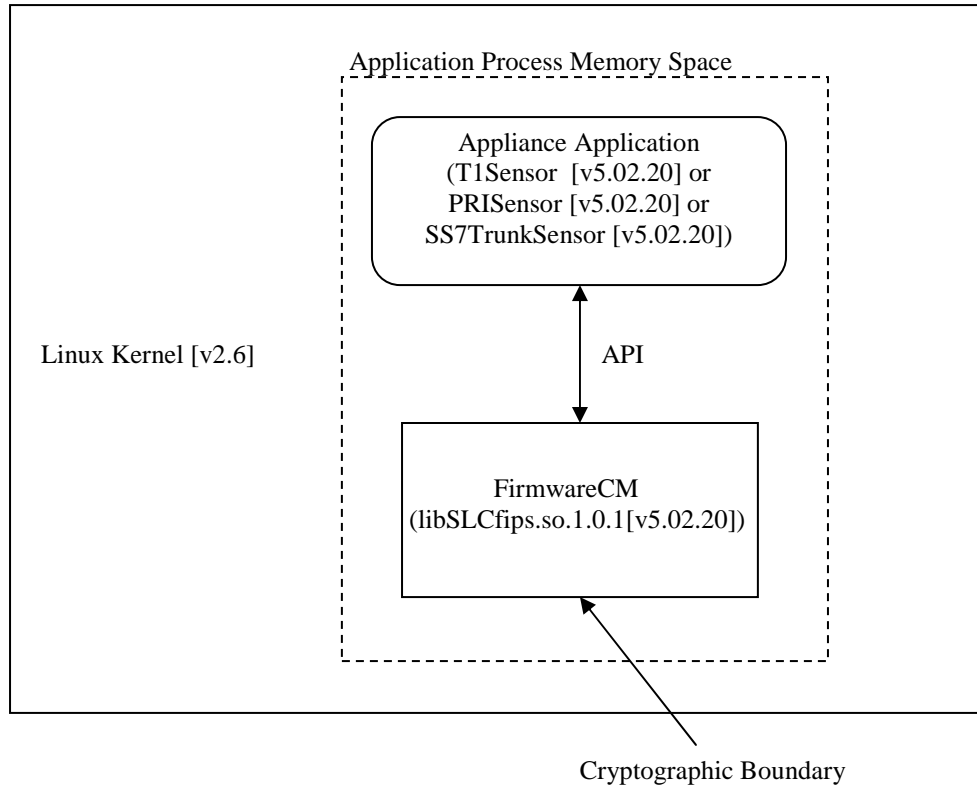 Application Process Memory Space
Appliance Application
(T1Sensor [v5.02.20] or
PRISensor [v5.02.20] or
SS7TrunkSensor [v5.02.20])
Linux Kernel [v2.6]
API
FirmwareCM
(libSLCfips.so.1.0.1[v5.02.20])
Cryptographic Boundary